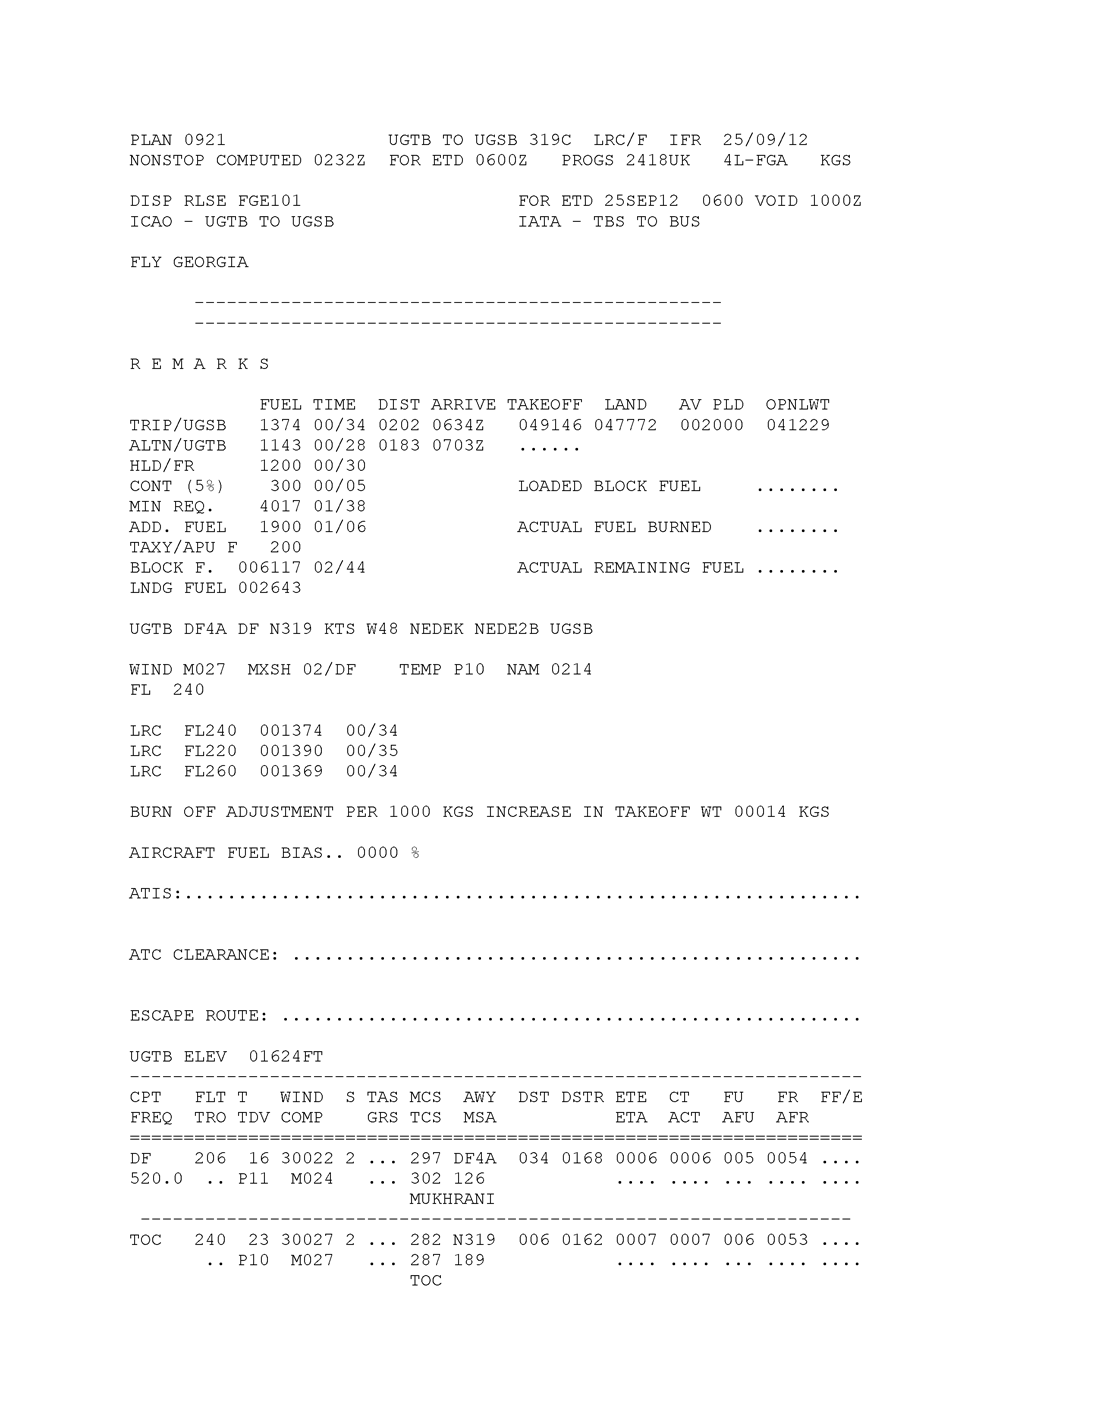 PLAN 0921               UGTB TO UGSB 319C  LRC/F  IFR  25/09/12
NONSTOP COMPUTED 0232Z  FOR ETD 0600Z   PROGS 2418UK   4L-FGA   KGS
DISP RLSE FGE101                    FOR ETD 25SEP12  0600 VOID 1000Z
ICAO - UGTB TO UGSB                 IATA - TBS TO BUS
FLY GEORGIA
-------------------------------------------------
-------------------------------------------------
R E M A R K S
            FUEL TIME  DIST ARRIVE TAKEOFF  LAND   AV PLD  OPNLWT
TRIP/UGSB   1374 00/34 0202 0634Z   049146 047772  002000  041229
ALTN/UGTB   1143 00/28 0183 0703Z   ......
HLD/FR      1200 00/30
CONT (5%)    300 00/05              LOADED BLOCK FUEL     ........
MIN REQ.    4017 01/38
ADD. FUEL   1900 01/06              ACTUAL FUEL BURNED    ........
TAXY/APU F   200
BLOCK F.  006117 02/44              ACTUAL REMAINING FUEL ........
LNDG FUEL 002643
UGTB DF4A DF N319 KTS W48 NEDEK NEDE2B UGSB
WIND M027  MXSH 02/DF    TEMP P10  NAM 0214
FL  240
LRC  FL240  001374  00/34
LRC  FL220  001390  00/35
LRC  FL260  001369  00/34
BURN OFF ADJUSTMENT PER 1000 KGS INCREASE IN TAKEOFF WT 00014 KGS
AIRCRAFT FUEL BIAS.. 0000 %
ATIS:...............................................................
ATC CLEARANCE: .....................................................
ESCAPE ROUTE: ......................................................
UGTB ELEV  01624FT
--------------------------------------------------------------------
CPT    FLT T   WIND  S TAS MCS  AWY  DST DSTR ETE  CT   FU   FR  FF/E
FREQ  TRO TDV COMP    GRS TCS  MSA           ETA  ACT  AFU  AFR
====================================================================
DF    206  16 30022 2 ... 297 DF4A  034 0168 0006 0006 005 0054 ....
520.0  .. P11  M024   ... 302 126            .... .... ... .... ....
                          MUKHRANI
------------------------------------------------------------------
TOC   240  23 30027 2 ... 282 N319  006 0162 0007 0007 006 0053 ....
       .. P10  M027   ... 287 189            .... .... ... .... ....
                          TOC